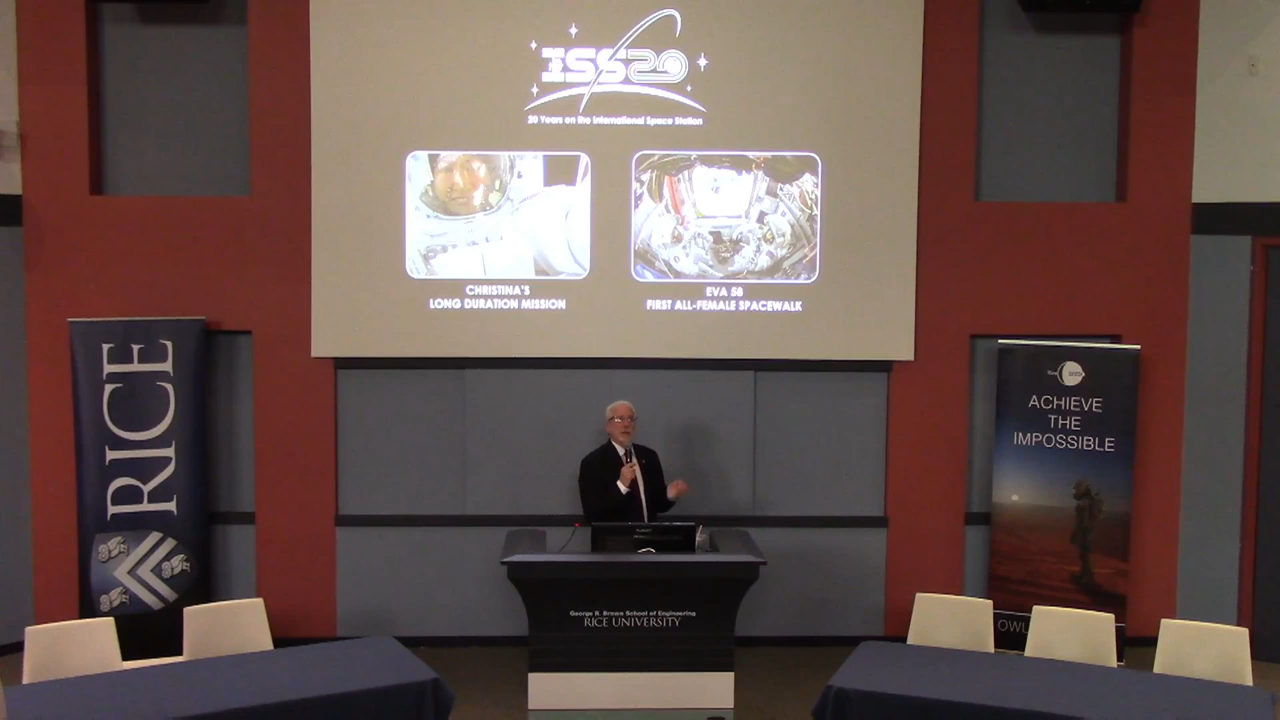 ISS20
20 Years on the International Space Station
CHRISTINA'S
LONG DURATION MISSION
EVA 58
FIRST ALL-FEMALE SPACEWALK
RICE
ACHIEVE
THE
IMPOSSIBLE
George R. Brown School of Engineering
RICE UNIVERSITY